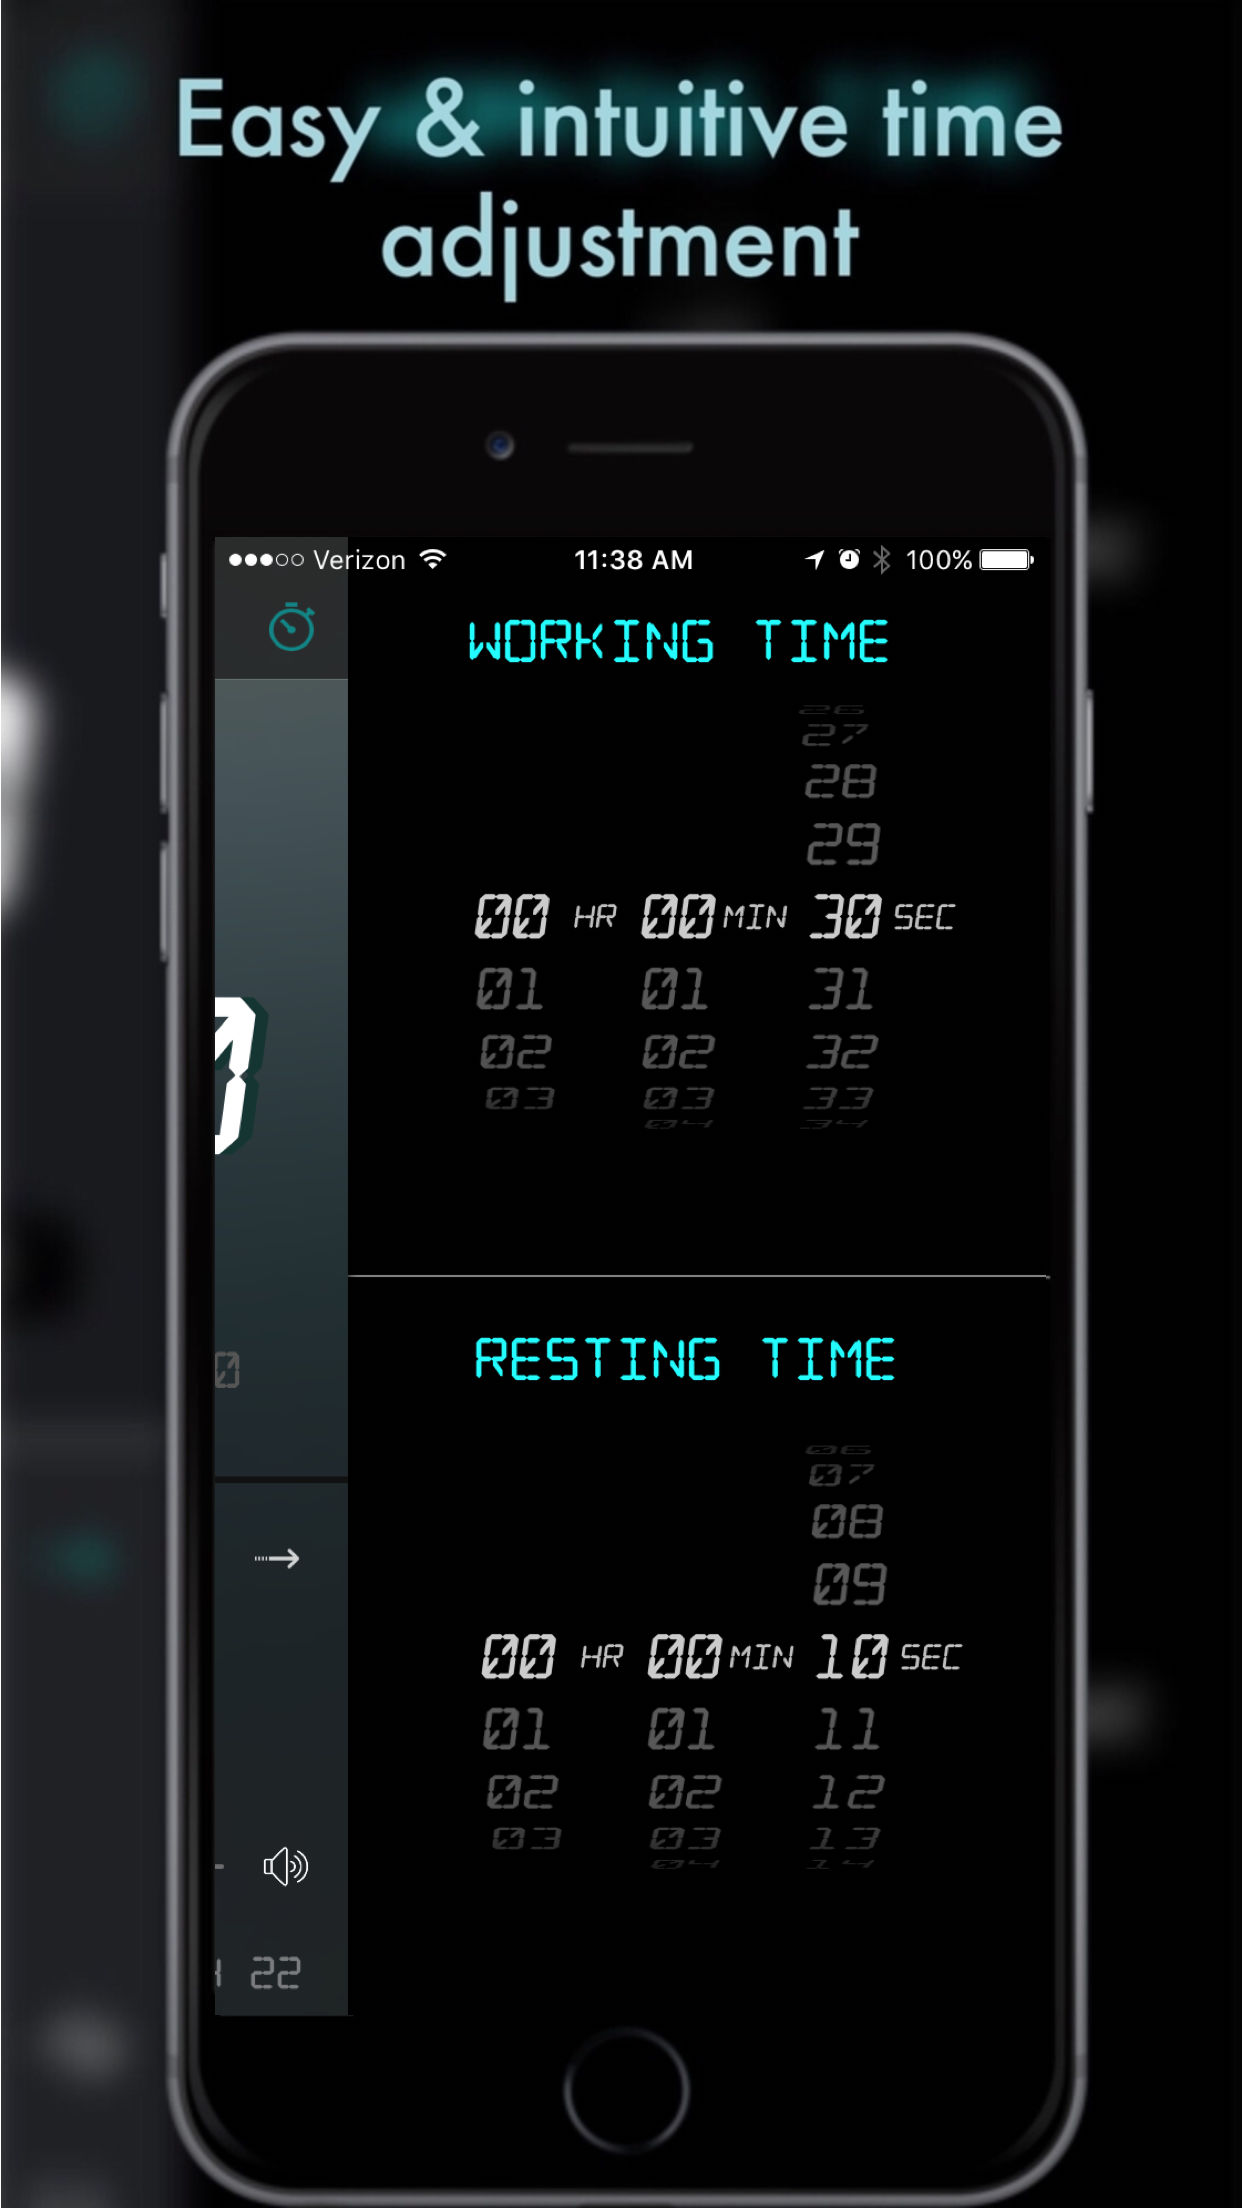 Easy & intuitive time
adjustment
Verizon 11:38 AM 100%
WORKING TIME
26
27
28
29
00 HR 00 MIN 30 SEC
01 01 31
02 02 32
03 03 33
04 34
0
RESTING TIME
06
07
08
09
00 HR 00 MIN 10 SEC
01 01 11
02 02 12
03 03 13
04 14
22